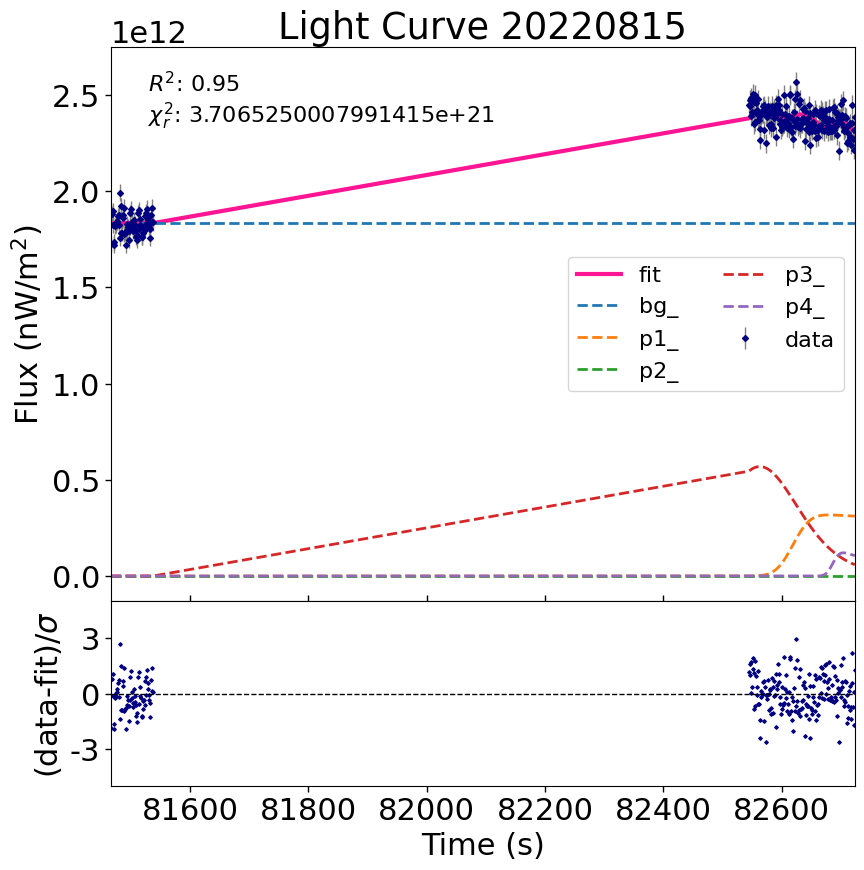 Light Curve 20220815
1e12
R²: 0.95
χ²ᵣ: 3.7065250007991415e+21
2.5
2.0
1.5
1.0
0.5
0.0
Flux (nW/m²)
fit
bg_
p1_
p2_
p3_
p4_
data
3
0
-3
(data-fit)/σ
81600 81800 82000 82200 82400 82600
Time (s)